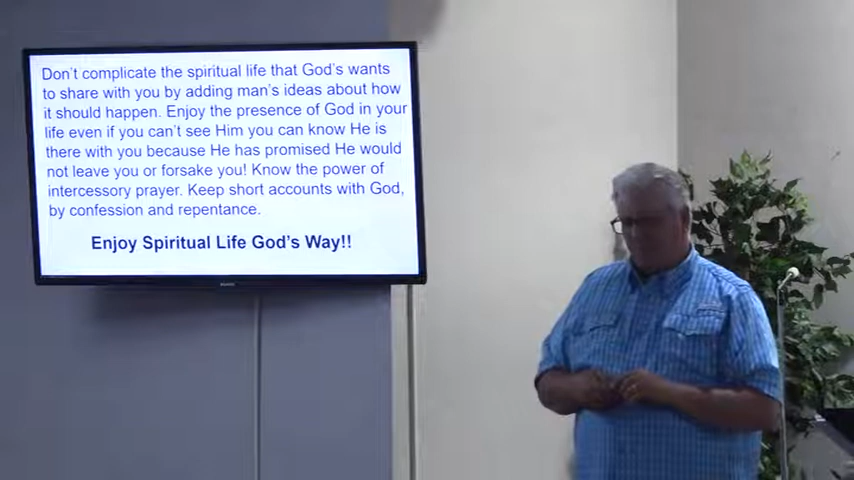 Don't complicate the spiritual life that God's wants
to share with you by adding man's ideas about how
it should happen. Enjoy the presence of God in your
life even if you can't see Him you can know He is
there with you because He has promised He would
not leave you or forsake you! Know the power of
intercessory prayer. Keep short accounts with God,
by confession and repentance.
Enjoy Spiritual Life God's Way!!